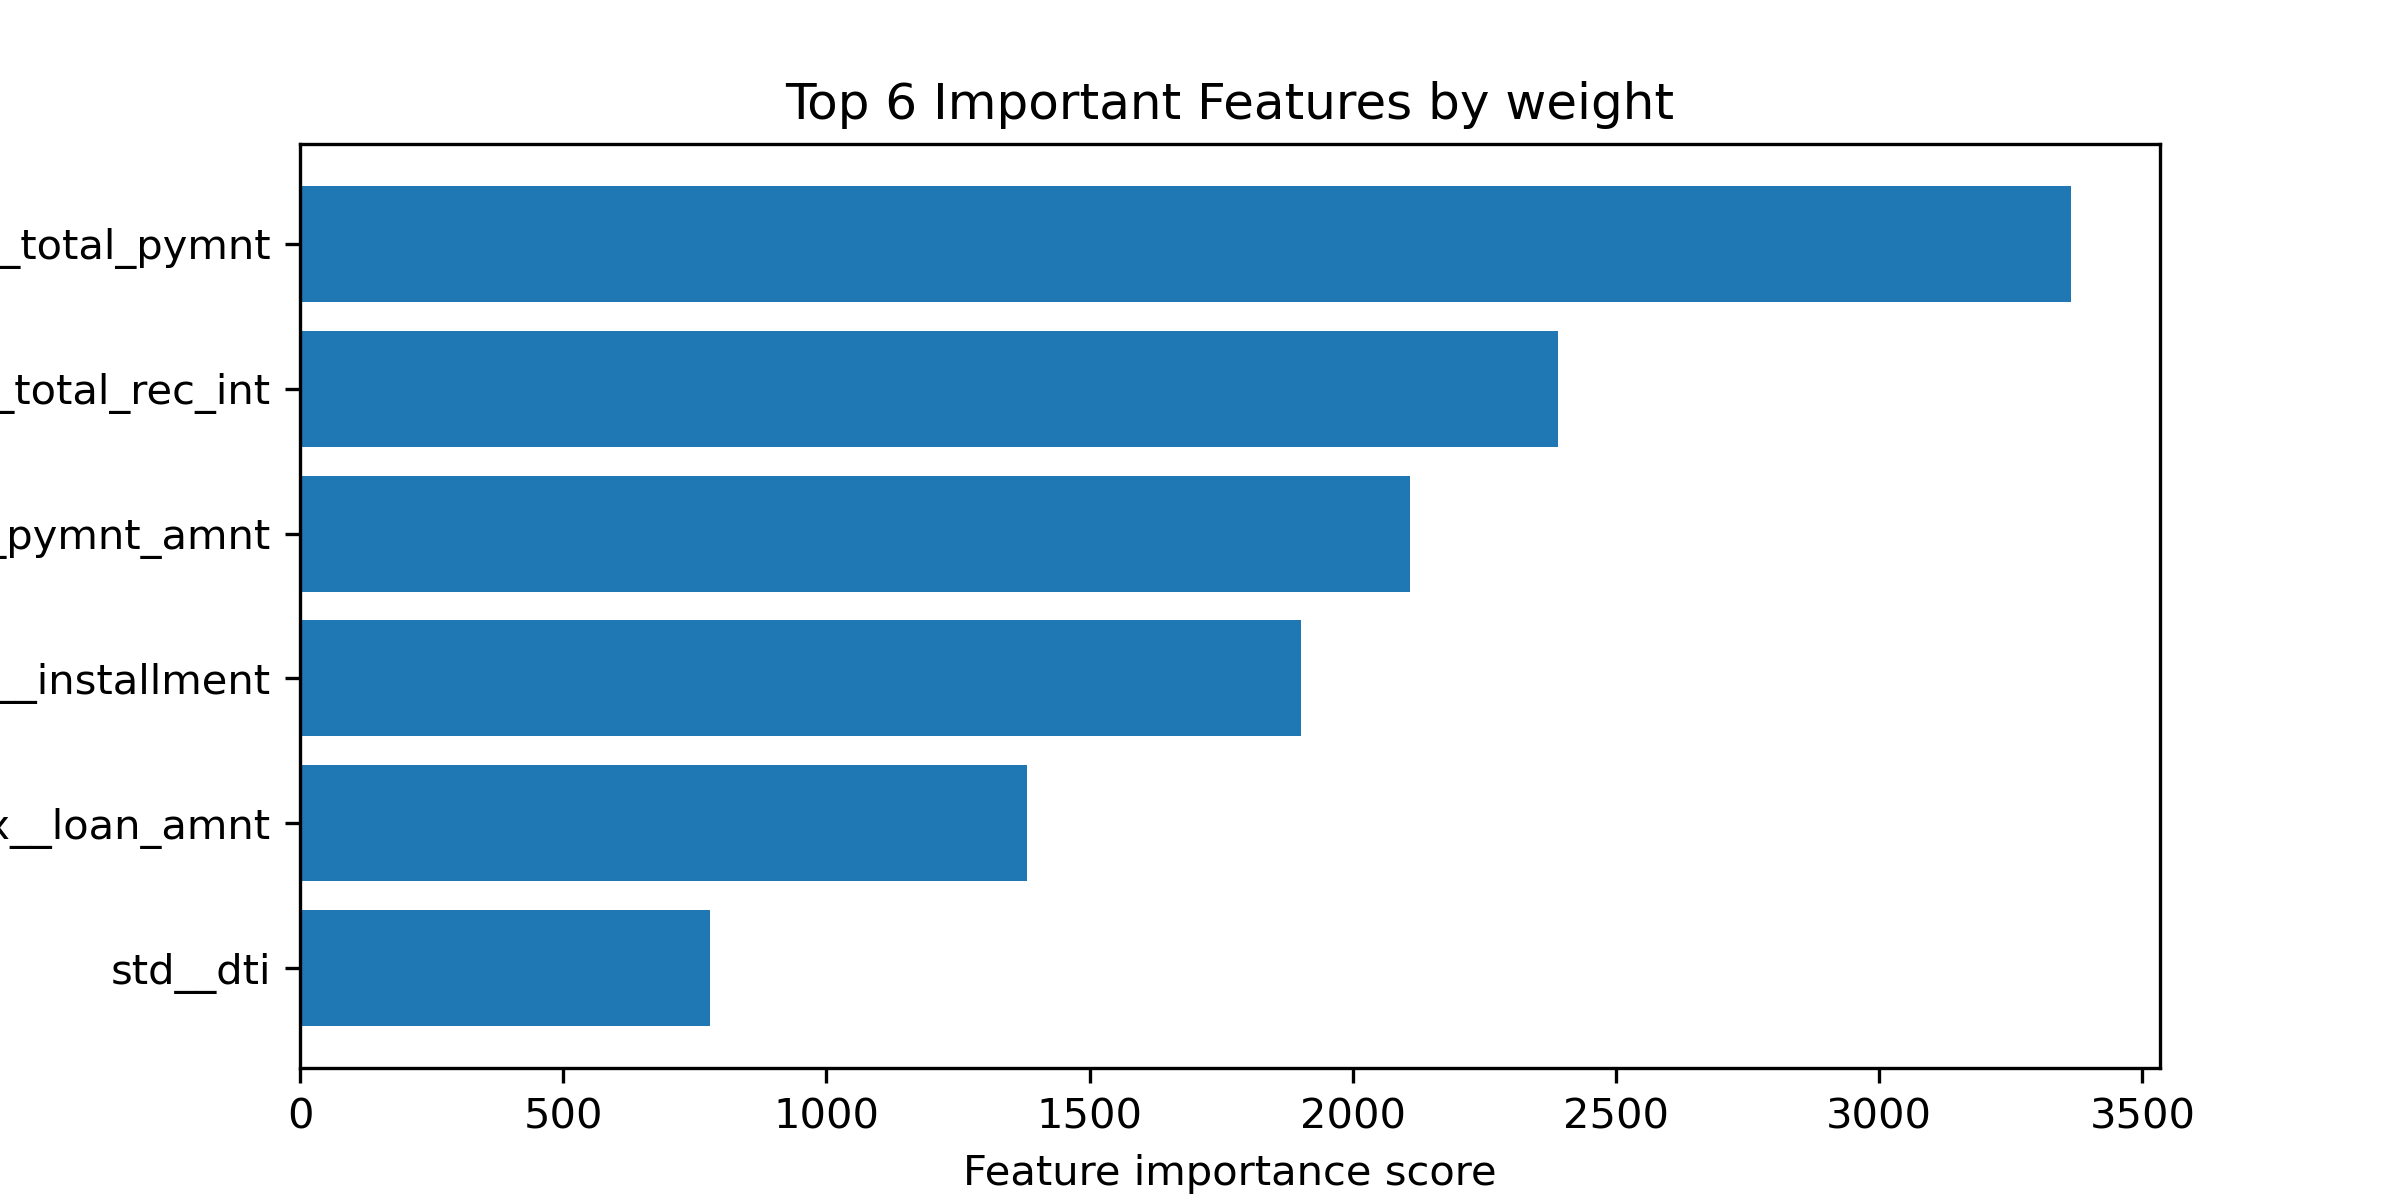 Top 6 Important Features by weight
_total_pymnt
_total_rec_int
_pymnt_amnt
__installment
x__loan_amnt
std__dti
0 500 1000 1500 2000 2500 3000 3500
Feature importance score